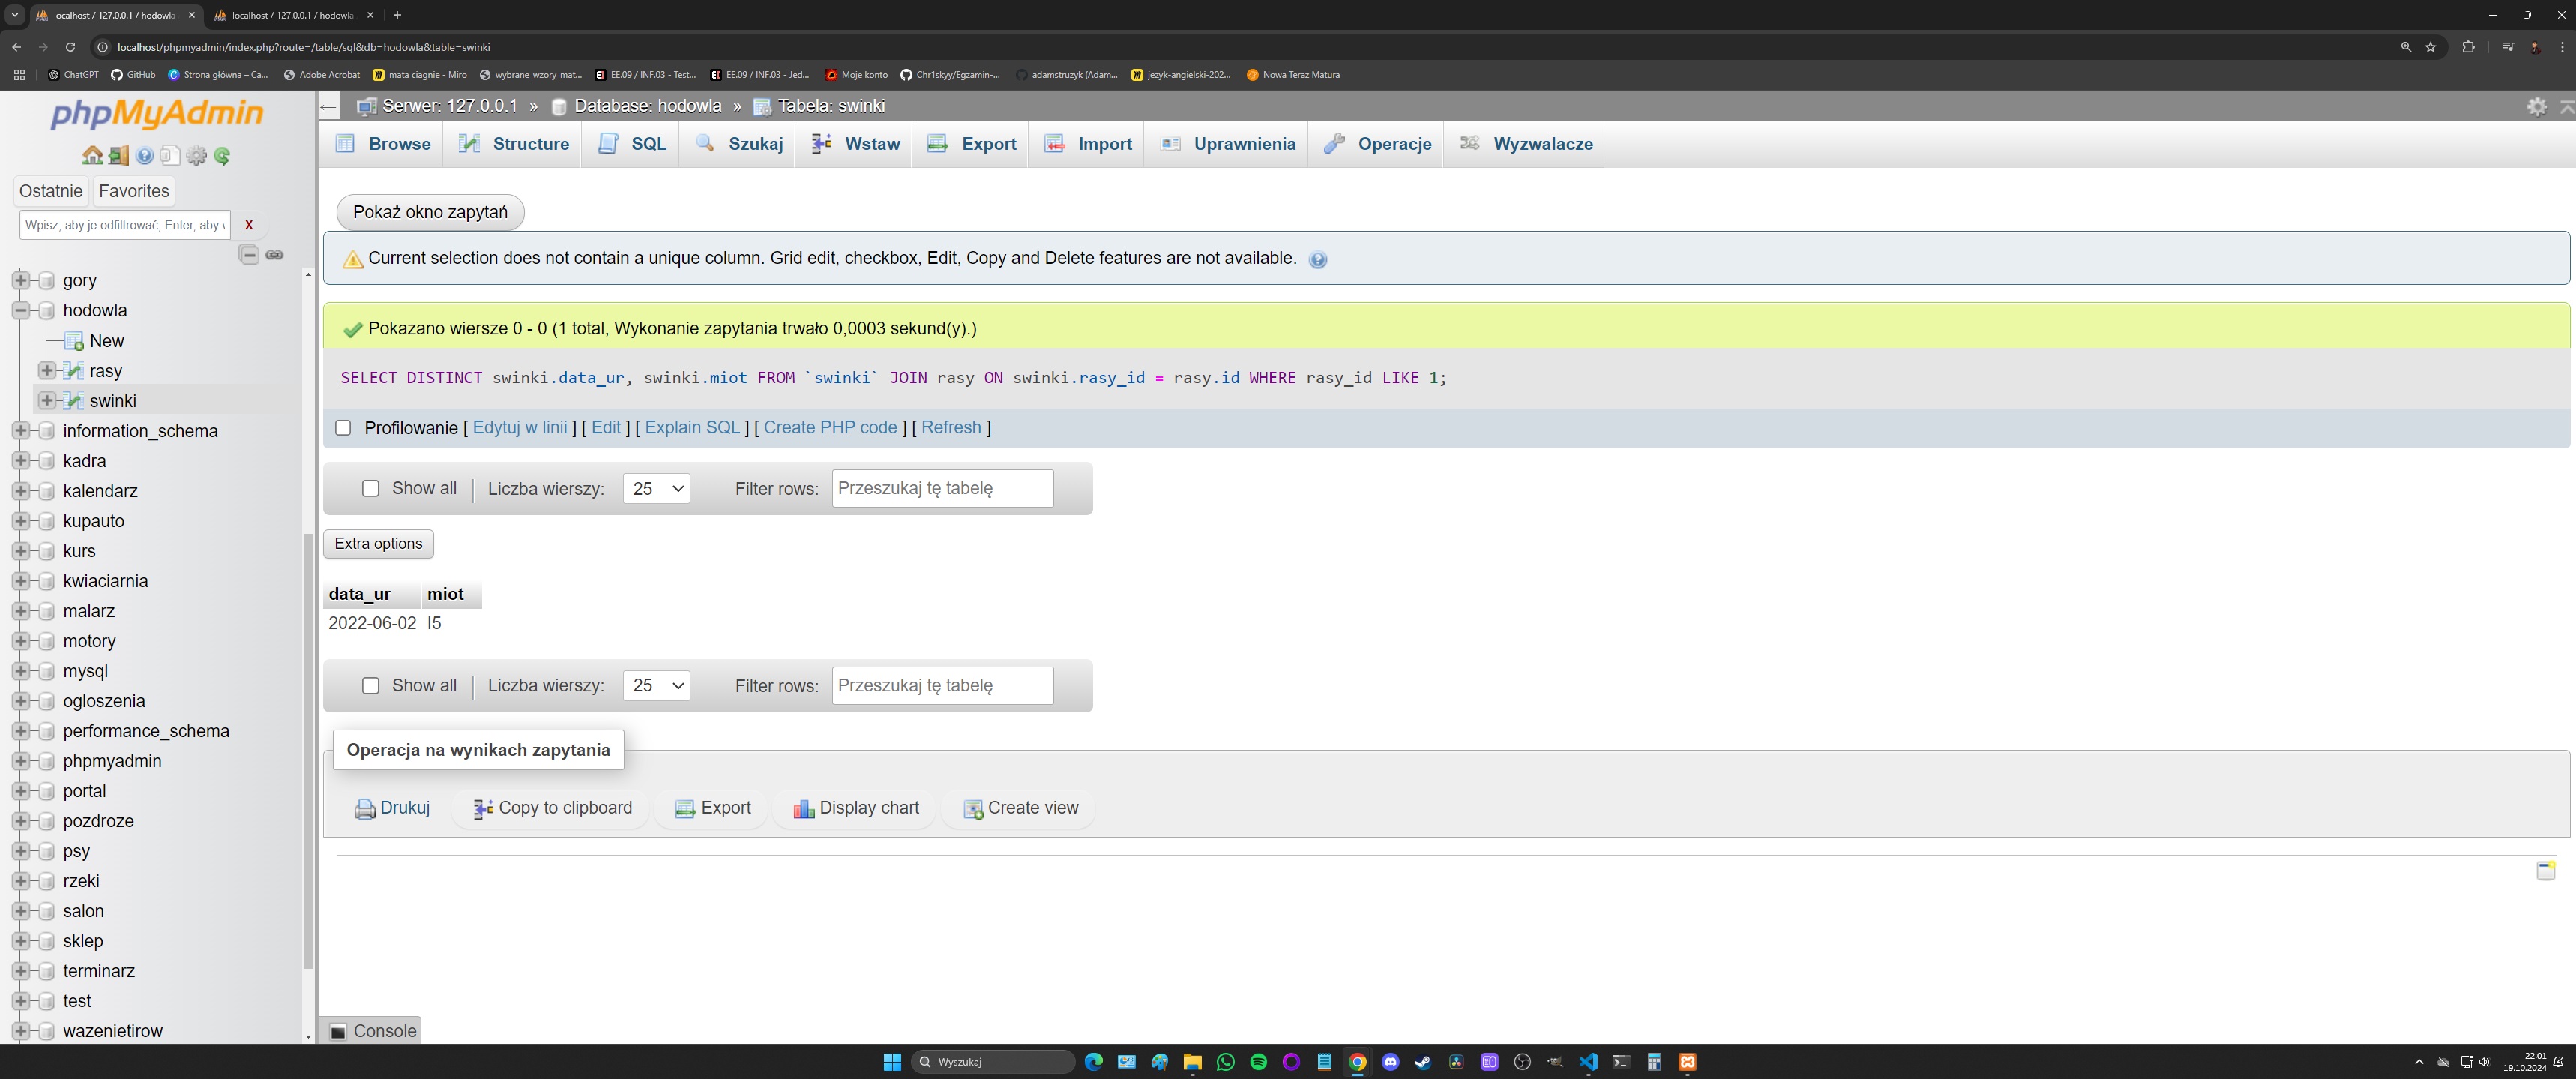 localhost / 127.0.0.1 / hodowla
localhost / 127.0.0.1 / hodowla
localhost/phpmyadmin/index.php?route=/table/sql&db=hodowla&table=swinki
ChatGPT
GitHub
Strona główna – Ca...
Adobe Acrobat
mata ciagnie - Miro
wybrane_wzory_mat...
EE.09 / INF.03 - Test...
EE.09 / INF.03 - Jed...
Moje konto
Chr1skyy/Egzamin-...
adamstruzyk (Adam...
jezyk-angielski-202...
Nowa Teraz Matura
phpMyAdmin
Ostatnie
Favorites
Wpisz, aby je odfiltrować, Enter, aby v
X
gory
hodowla
New
rasy
swinki
information_schema
kadra
kalendarz
kupauto
kurs
kwiaciarnia
malarz
motory
mysql
ogloszenia
performance_schema
phpmyadmin
portal
pozdroze
psy
rzeki
salon
sklep
terminarz
test
wazenietirow
Serwer: 127.0.0.1 » Database: hodowla » Tabela: swinki
Browse
Structure
SQL
Szukaj
Wstaw
Export
Import
Uprawnienia
Operacje
Wyzwalacze
Pokaż okno zapytań
Current selection does not contain a unique column. Grid edit, checkbox, Edit, Copy and Delete features are not available.
Pokazano wiersze 0 - 0 (1 total, Wykonanie zapytania trwało 0,0003 sekund(y).)
SELECT DISTINCT swinki.data_ur, swinki.miot FROM `swinki` JOIN rasy ON swinki.rasy_id = rasy.id WHERE rasy_id LIKE 1;
Profilowanie [ Edytuj w linii ] [ Edit ] [ Explain SQL ] [ Create PHP code ] [ Refresh ]
Show all
Liczba wierszy: 25
Filter rows: Przeszukaj tę tabelę
Extra options
data_ur miot
2022-06-02 I5
Show all
Liczba wierszy: 25
Filter rows: Przeszukaj tę tabelę
Operacja na wynikach zapytania
Drukuj
Copy to clipboard
Export
Display chart
Create view
Console
Wyszukaj
22:01
19.10.2024